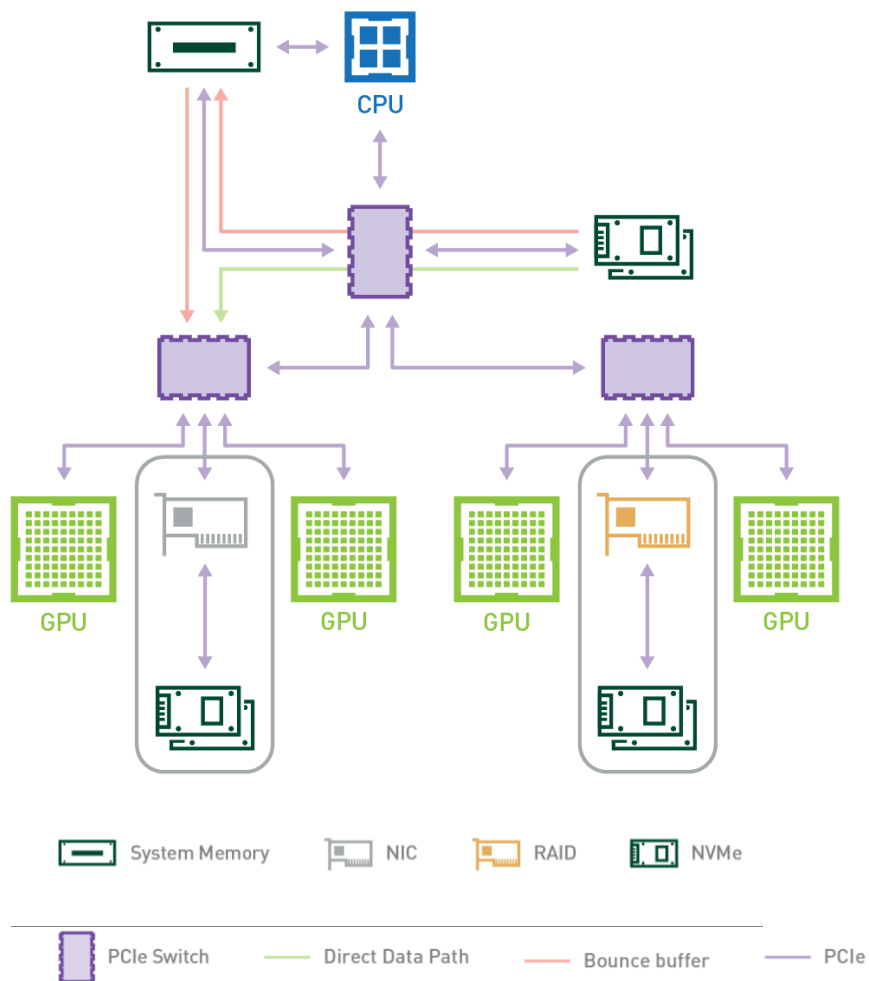 CPU
GPU
GPU
GPU
GPU
System Memory
NIC
RAID
NVMe
PCIe Switch
Direct Data Path
Bounce buffer
PCIe